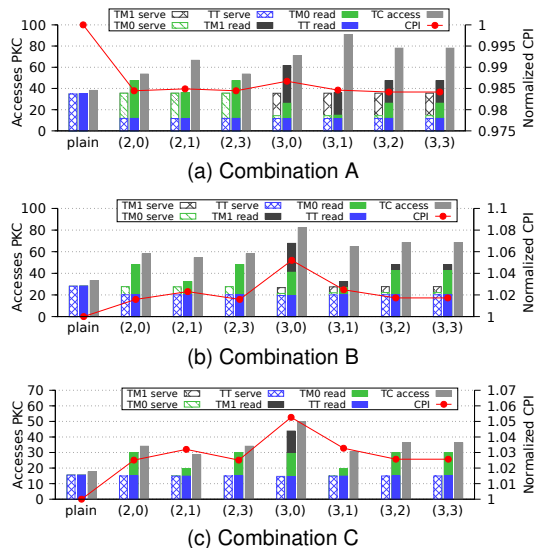 TM1 serve TT serve TM0 read TC access
TM0 serve TM1 read TT read CPI
Accesses PKC
100
80
60
40
20
0
1
0.995
0.99
0.985
0.98
0.975
Normalized CPI
plain (2,0) (2,1) (2,3) (3,0) (3,1) (3,2) (3,3)
(a) Combination A
TM1 serve TT serve TM0 read TC access
TM0 serve TM1 read TT read CPI
Accesses PKC
100
80
60
40
20
0
1.1
1.08
1.06
1.04
1.02
1
Normalized CPI
plain (2,0) (2,1) (2,3) (3,0) (3,1) (3,2) (3,3)
(b) Combination B
TM1 serve TT serve TM0 read TC access
TM0 serve TM1 read TT read CPI
Accesses PKC
70
60
50
40
30
20
10
0
1.07
1.06
1.05
1.04
1.03
1.02
1.01
1
Normalized CPI
plain (2,0) (2,1) (2,3) (3,0) (3,1) (3,2) (3,3)
(c) Combination C